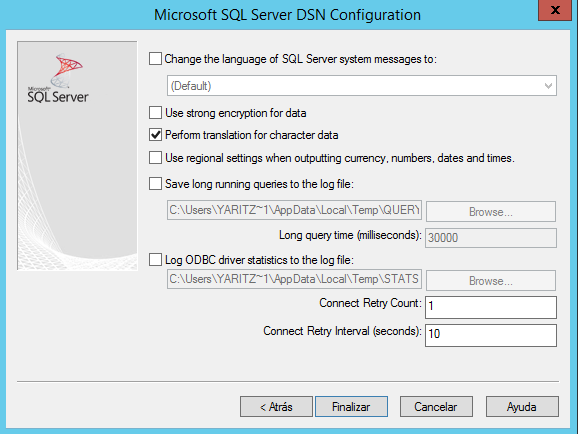 Microsoft SQL Server DSN Configuration
x
Microsoft
SQL Server
Change the language of SQL Server system messages to:
(Default)
Use strong encryption for data
Perform translation for character data
Use regional settings when outputting currency, numbers, dates and times.
Save long running queries to the log file:
C:\Users\YARITZ~1\AppData\Local\Temp\QUERY
Browse...
Long query time (milliseconds):
30000
Log ODBC driver statistics to the log file:
C:\Users\YARITZ~1\AppData\Local\Temp\STATS
Browse...
Connect Retry Count:
1
Connect Retry Interval (seconds):
10
< Atrás
Finalizar
Cancelar
Ayuda